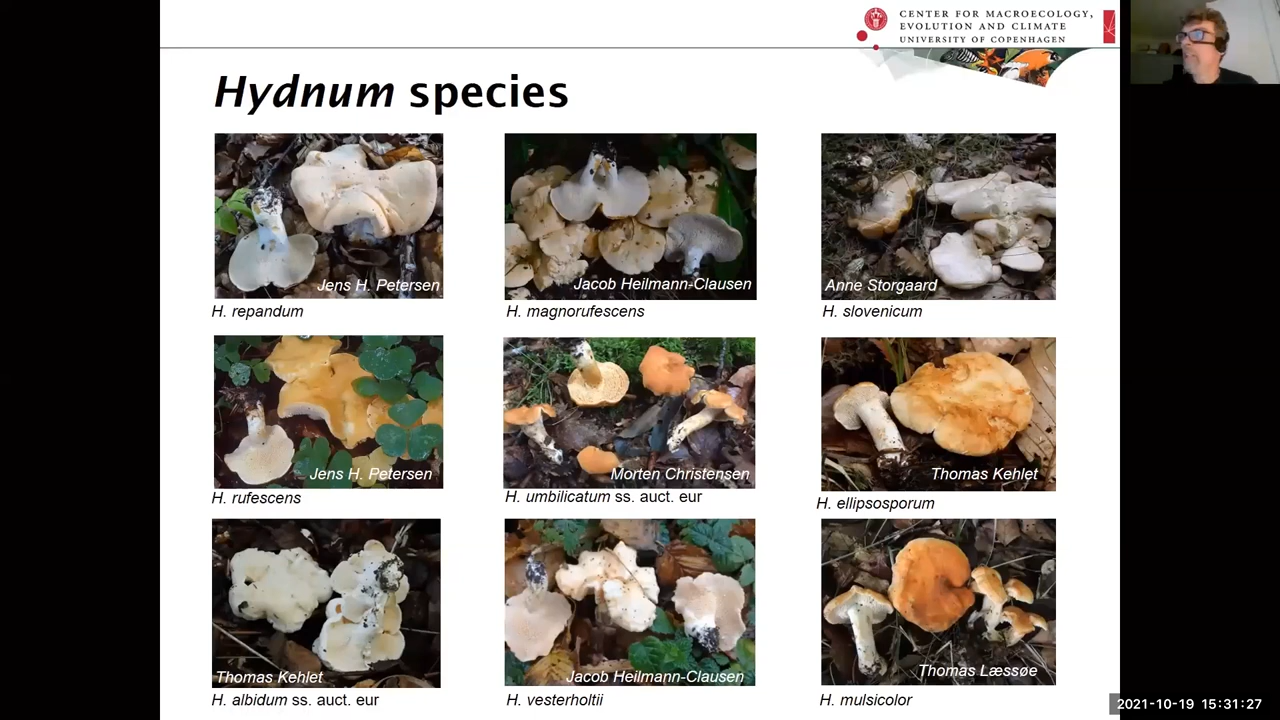 CENTER FOR MACROECOLOGY,
EVOLUTION AND CLIMATE
UNIVERSITY OF COPENHAGEN
Hydnum species
Jens H. Petersen
H. repandum
Jacob Heilmann-Clausen
H. magnorufescens
Anne Storgaard
H. slovenicum
Jens H. Petersen
H. rufescens
Morten Christensen
H. umbilicatum ss. auct. eur
Thomas Kehlet
H. ellipsosporum
Thomas Kehlet
H. albidum ss. auct. eur
Jacob Heilmann-Clausen
H. vesterholtii
Thomas Læssøe
H. mulsicolor
2021-10-19 15:31:27